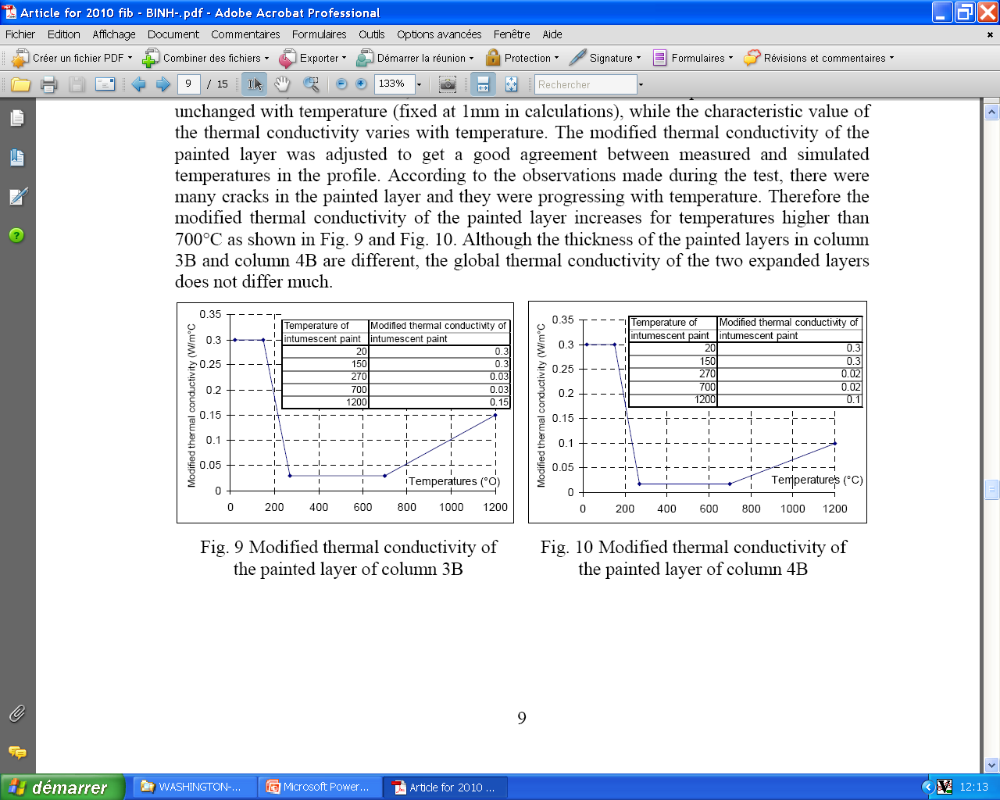 Article for 2010 fib - BINH-.pdf - Adobe Acrobat Professional
Fichier Edition Affichage Document Commentaires Formulaires Outils Options avancées Fenêtre Aide
Créer un fichier PDF Combiner des fichiers Exporter Démarrer la réunion Protection Signature Formulaires Révisions et commentaires
9 / 15 133% Rechercher
unchanged with temperature (fixed at 1mm in calculations), while the characteristic value of
the thermal conductivity varies with temperature. The modified thermal conductivity of the
painted layer was adjusted to get a good agreement between measured and simulated
temperatures in the profile. According to the observations made during the test, there were
many cracks in the painted layer and they were progressing with temperature. Therefore the
modified thermal conductivity of the painted layer increases for temperatures higher than
700°C as shown in Fig. 9 and Fig. 10. Although the thickness of the painted layers in column
3B and column 4B are different, the global thermal conductivity of the two expanded layers
does not differ much.
Modified thermal conductivity (W/m°C
0.35
0.3
0.25
0.2
0.15
0.1
0.05
0
Temperature of Modified thermal conductivity of
intumescent paint intumescent paint
20 0.3
150 0.3
270 0.03
700 0.03
1200 0.15
Temperatures (°O)
0 200 400 600 800 1000 1200
Modified thermal conductivity (W/m°C
0.35
0.3
0.25
0.2
0.15
0.1
0.05
0
Temperature of Modified thermal conductivity of
intumescent paint intumescent paint
20 0.3
150 0.3
270 0.02
700 0.02
1200 0.1
Temperatures (°C)
0 200 400 600 800 1000 1200
Fig. 9 Modified thermal conductivity of
the painted layer of column 3B
Fig. 10 Modified thermal conductivity of
the painted layer of column 4B
9
démarrer WASHINGTON-... Microsoft Power... Article for 2010 ... 12:13